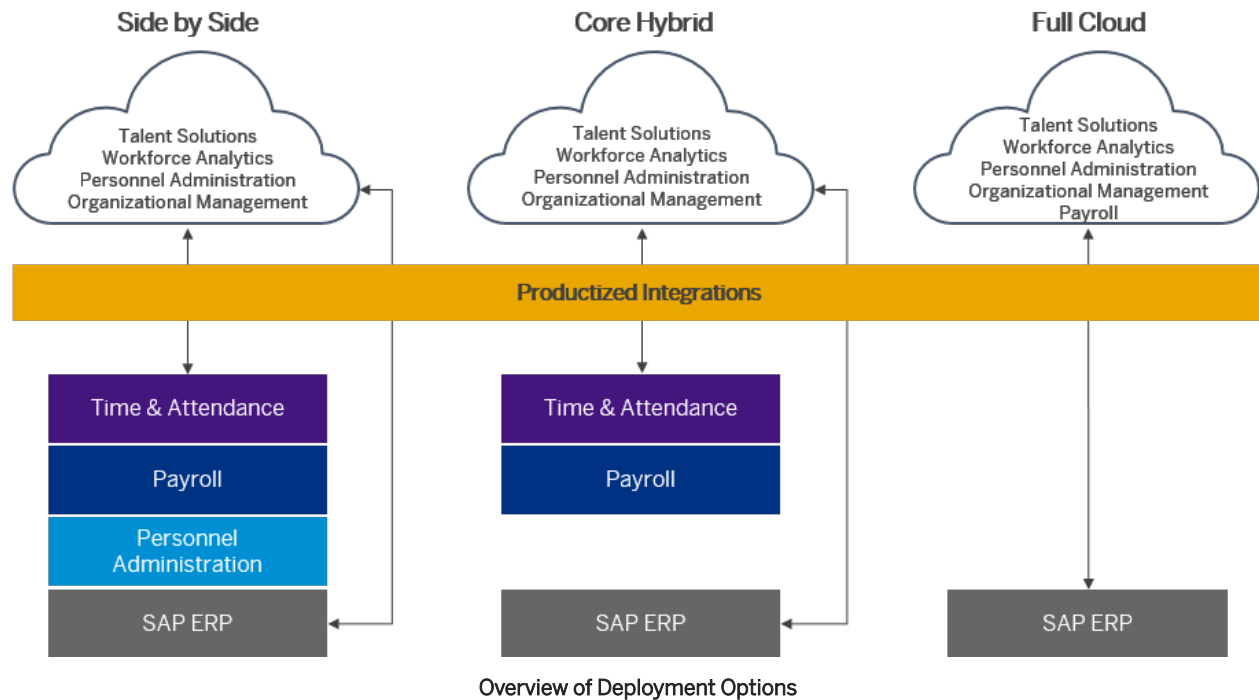 Side by Side
Core Hybrid
Full Cloud
Talent Solutions
Workforce Analytics
Personnel Administration
Organizational Management
Talent Solutions
Workforce Analytics
Personnel Administration
Organizational Management
Talent Solutions
Workforce Analytics
Personnel Administration
Organizational Management
Payroll
Productized Integrations
Time & Attendance
Payroll
Personnel
Administration
SAP ERP
Time & Attendance
Payroll
SAP ERP
SAP ERP
Overview of Deployment Options